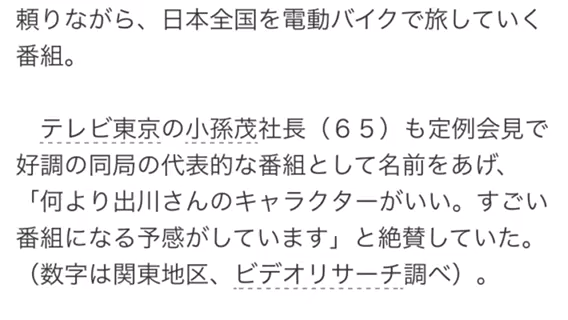 頼りながら、日本全国を電動バイクで旅していく
番組。
　テレビ東京の小孫茂社長（６５）も定例会見で
好調の同局の代表的な番組として名前をあげ、
「何より出川さんのキャラクターがいい。すごい
番組になる予感がしています」と絶賛していた。
（数字は関東地区、ビデオリサーチ調べ）。